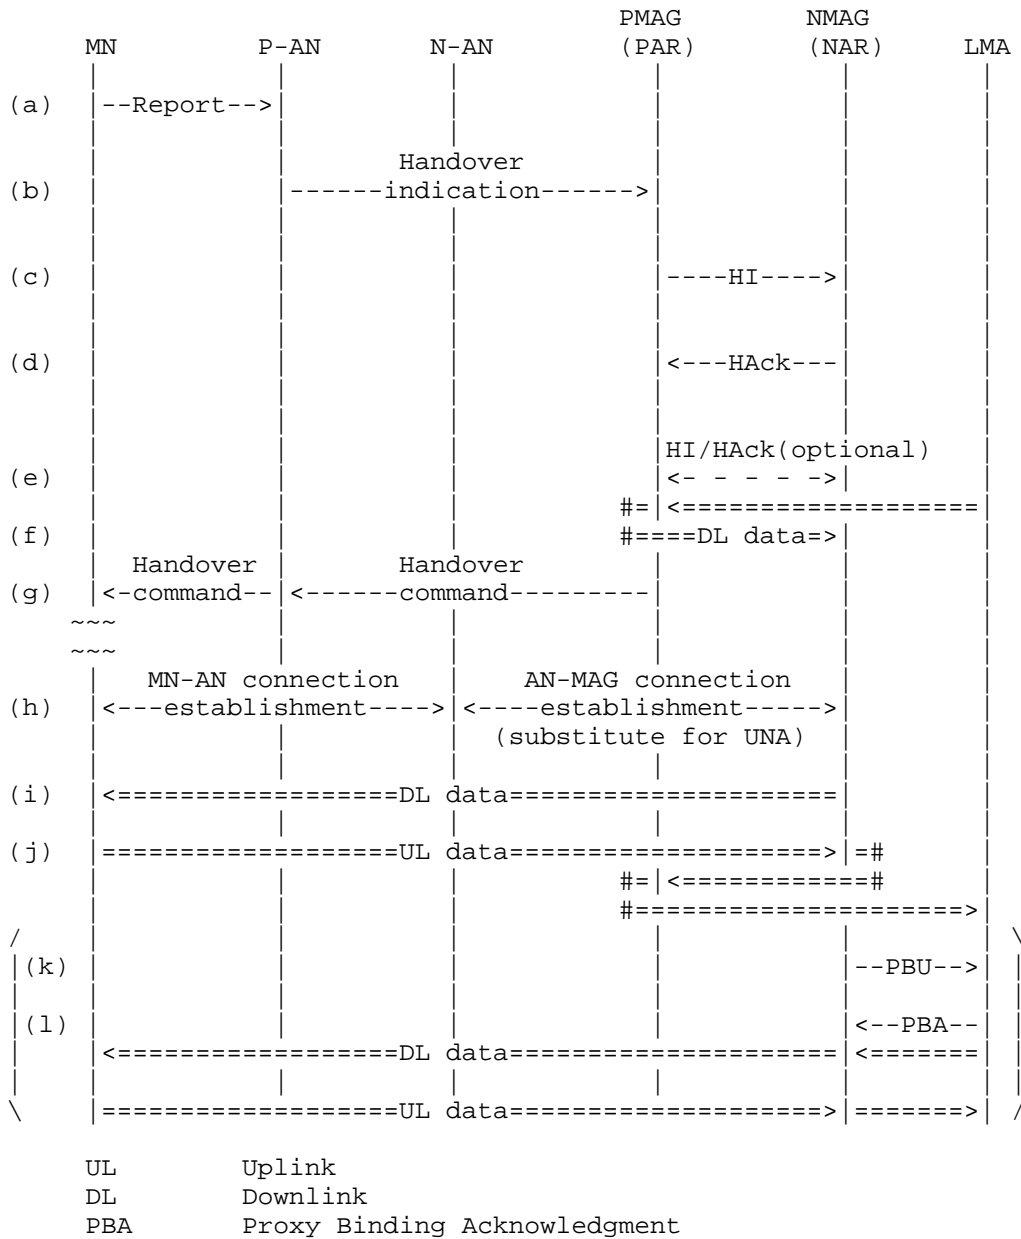 PMAG NMAG
MN P-AN N-AN (PAR) (NAR) LMA
(a) --Report-->
Handover
(b) ------indication------>
(c) ----HI---->
(d) <---HAck---
HI/HAck(optional)
(e) <- - - - ->
#= <===================
(f) #====DL data=>
Handover Handover
(g) <-command-- <------command---------
~~~
~~~
MN-AN connection AN-MAG connection
(h) <---establishment----> <----establishment----->
(substitute for UNA)
(i) <==================DL data=====================
(j) ===================UL data====================> =#
#= <============#
#=====================>
(k) --PBU-->
(l) <--PBA--
<==================DL data===================== <=======
===================UL data====================> =======>
UL Uplink
DL Downlink
PBA Proxy Binding Acknowledgment